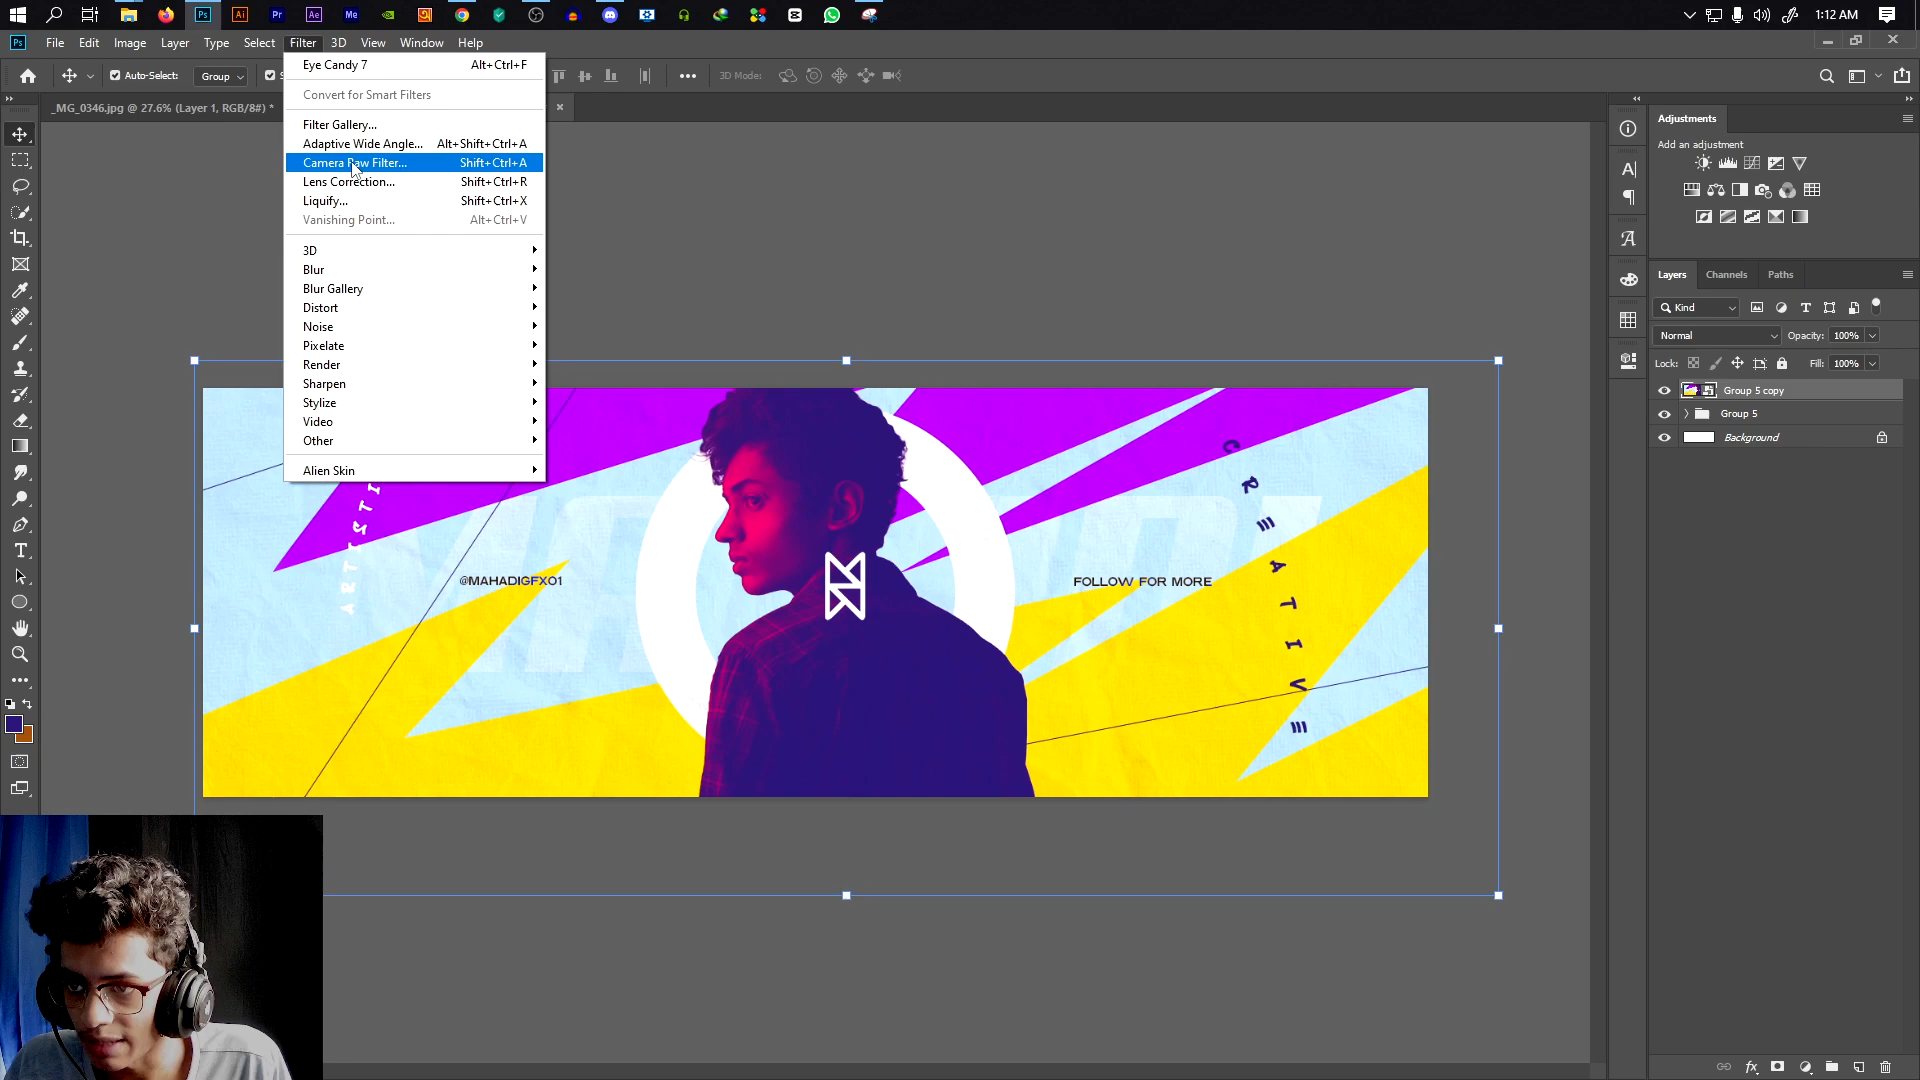 1:12 AM
File Edit Image Layer Type Select Filter 3D View Window Help
Auto-Select: Group
3D Mode:
_MG_0346.jpg @ 27.6% (Layer 1, RGB/8#) *
Eye Candy 7 Alt+Ctrl+F
Convert for Smart Filters
Filter Gallery...
Adaptive Wide Angle... Alt+Shift+Ctrl+A
Camera Raw Filter... Shift+Ctrl+A
Lens Correction... Shift+Ctrl+R
Liquify... Shift+Ctrl+X
Vanishing Point... Alt+Ctrl+V
3D
Blur
Blur Gallery
Distort
Noise
Pixelate
Render
Sharpen
Stylize
Video
Other
Alien Skin
ARTISTI
@MAHADIGFX01
FOLLOW FOR MORE
CREATIVE
Adjustments
Add an adjustment
Layers Channels Paths
Kind
Normal Opacity: 100%
Lock: Fill: 100%
Group 5 copy
Group 5
Background